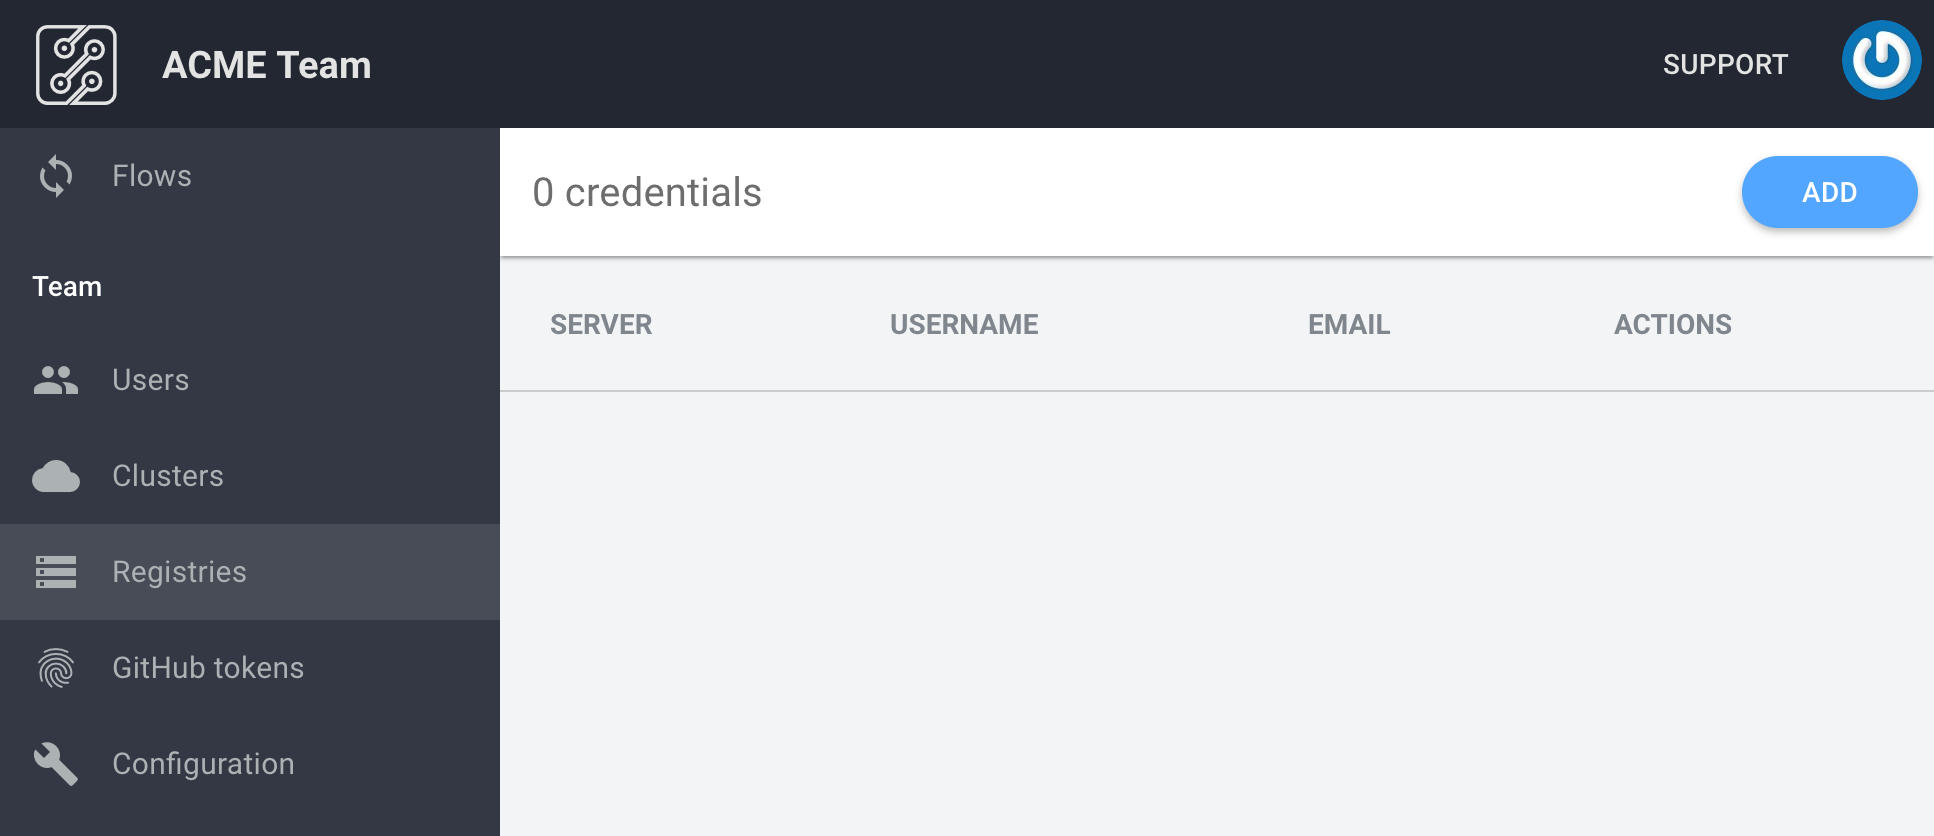 ACME Team
SUPPORT
Flows
Team
Users
Clusters
Registries
GitHub tokens
Configuration
0 credentials
ADD
SERVER USERNAME EMAIL ACTIONS